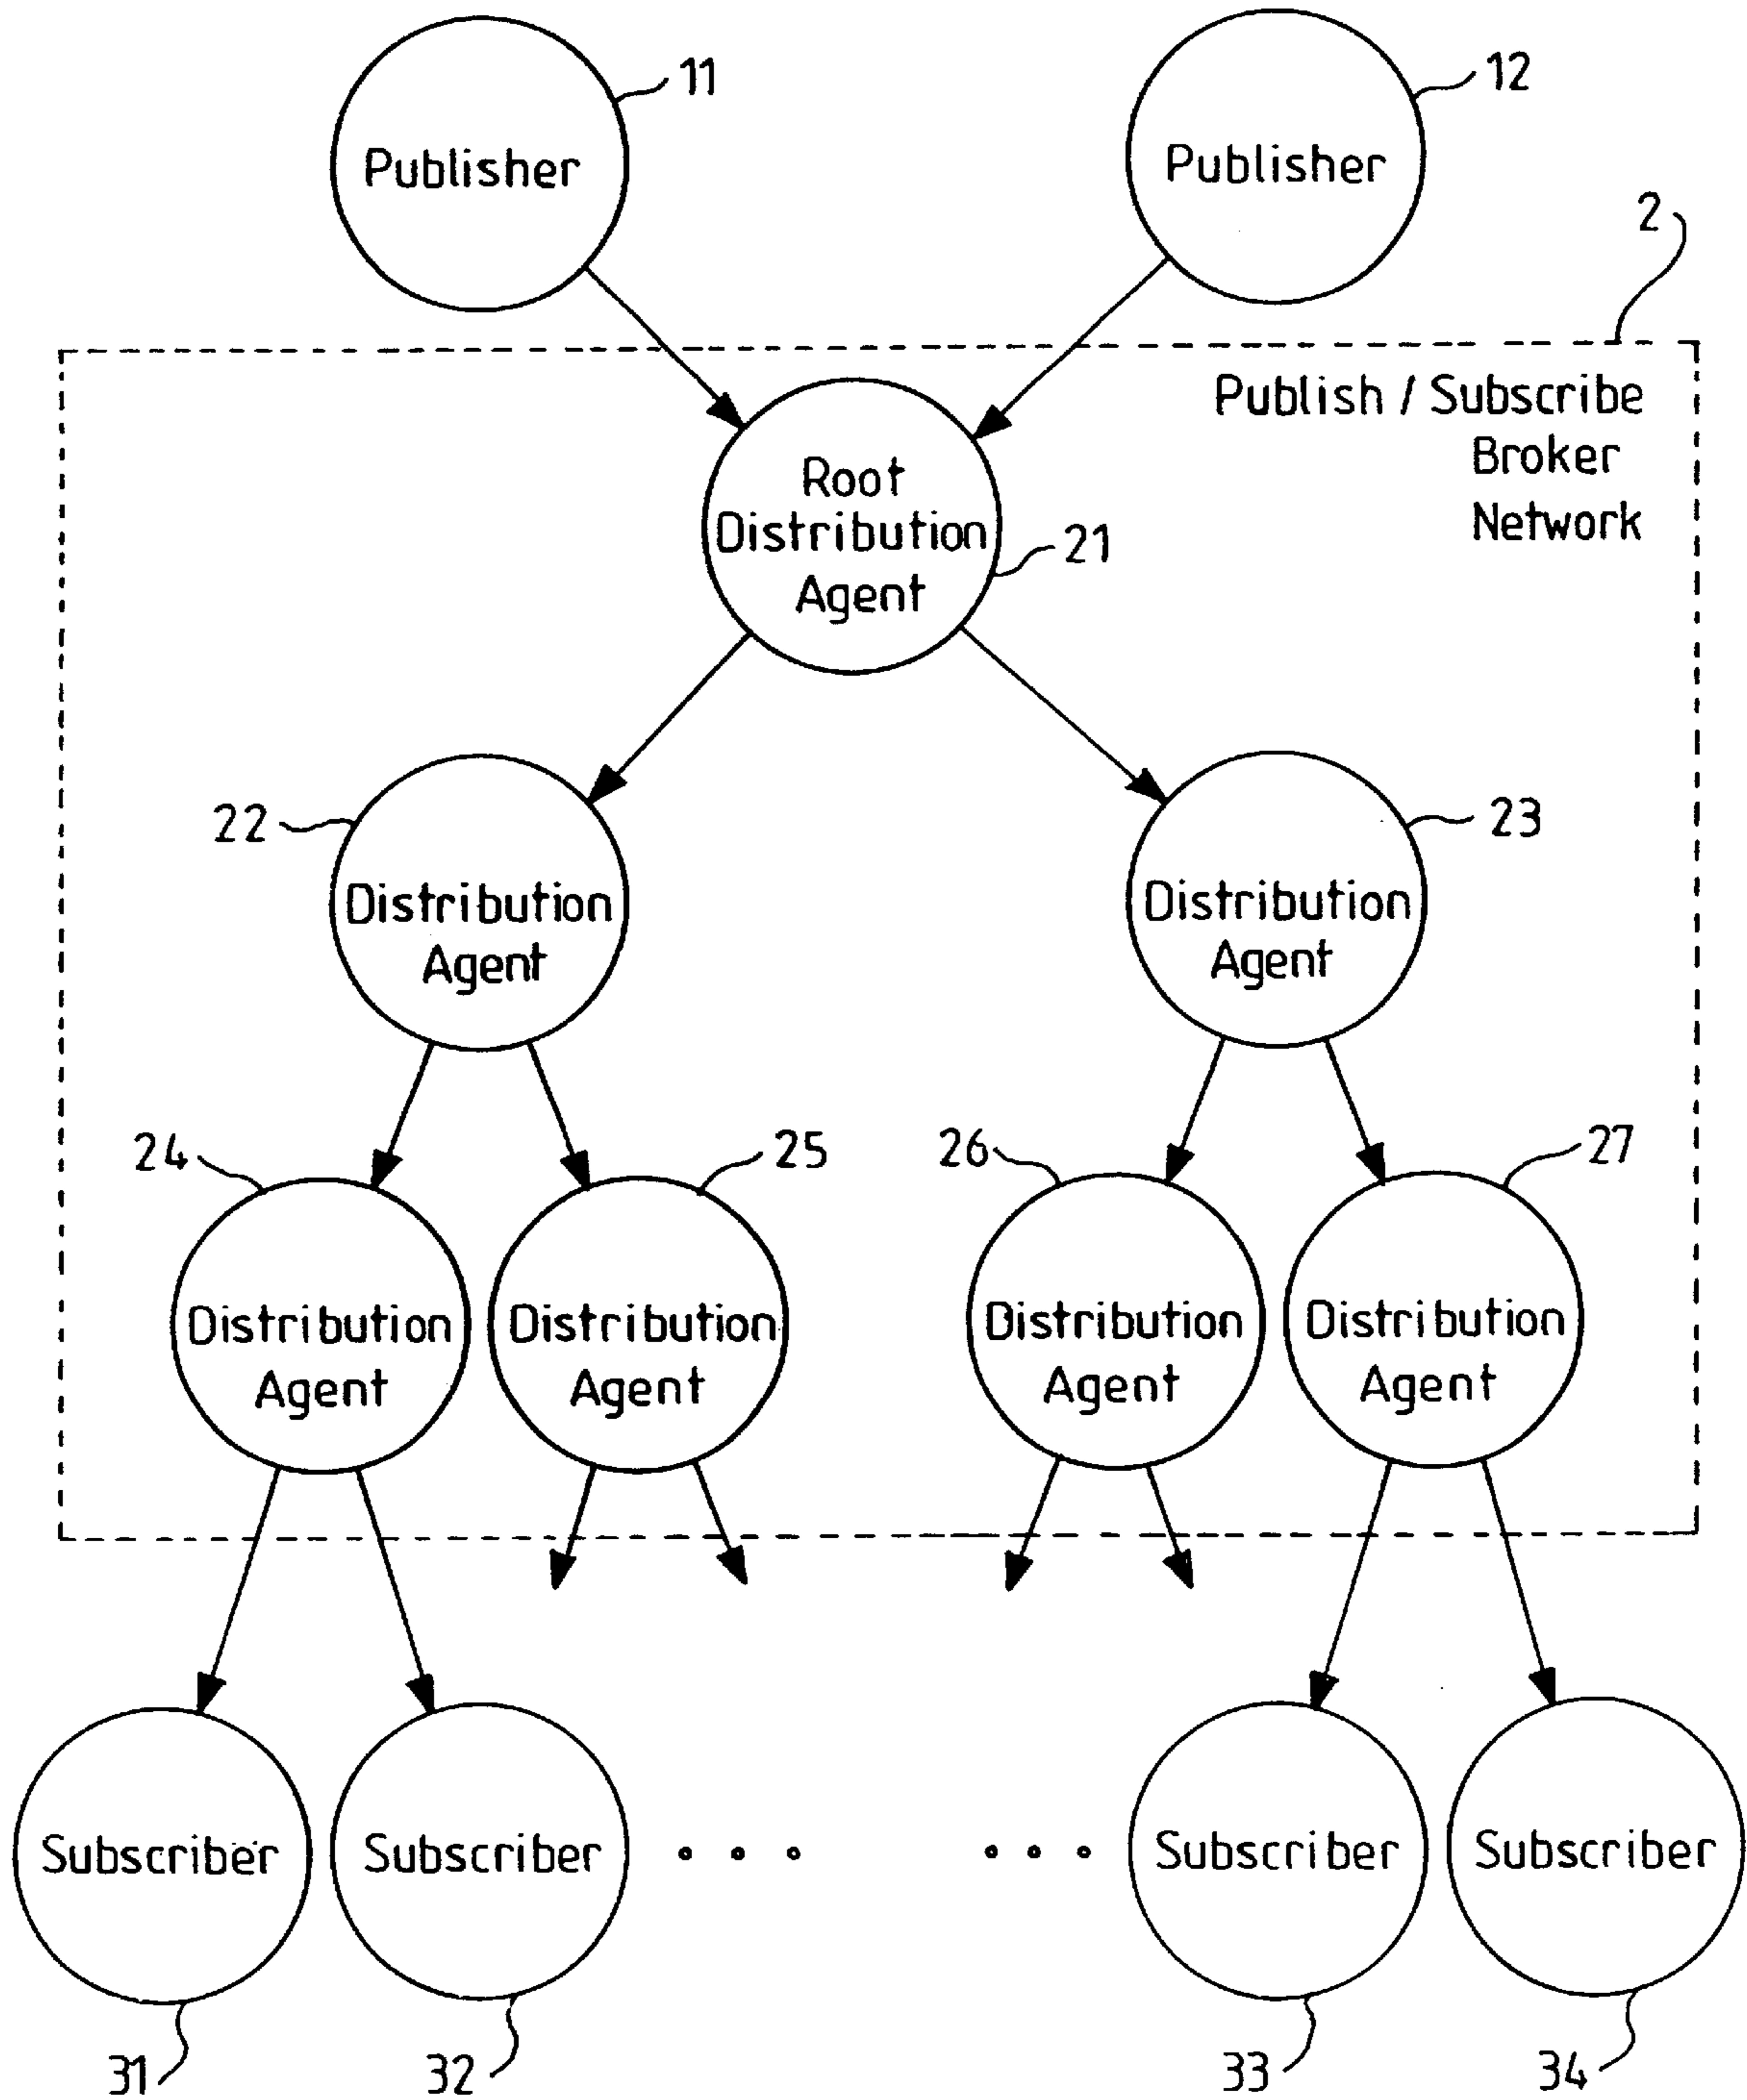 11
12
Publisher
Publisher
2
Publish / Subscribe
Broker
Network
Root
Distribution
Agent
21
22
23
Distribution
Agent
Distribution
Agent
24
25
26
27
Distribution
Agent
Distribution
Agent
Distribution
Agent
Distribution
Agent
Subscriber
Subscriber
Subscriber
Subscriber
31
32
33
34